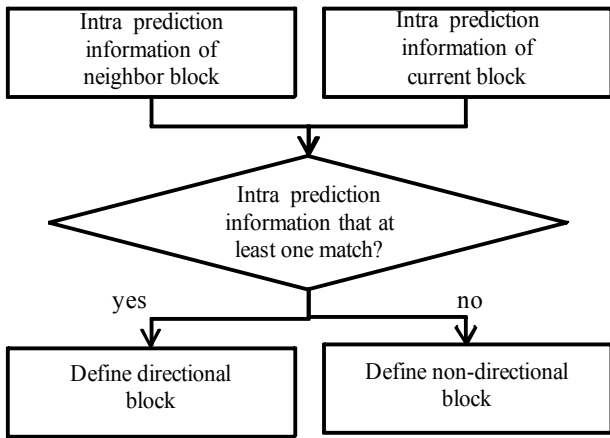 Intra prediction
information of
neighbor block
Intra prediction
information of
current block
Intra prediction
information that at
least one match?
yes
no
Define directional
block
Define non-directional
block